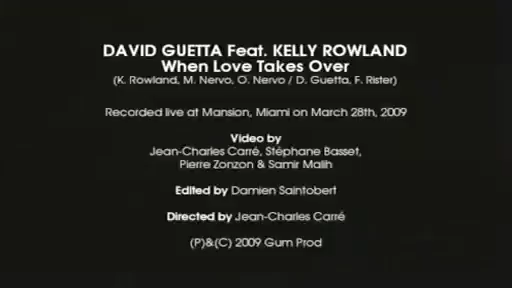 DAVID GUETTA Feat. KELLY ROWLAND
When Love Takes Over
(K. Rowland, M. Nervo, O. Nervo / D. Guetta, F. Rister)
Recorded live at Mansion, Miami on March 28th, 2009
Video by
Jean-Charles Carré, Stéphane Basset,
Pierre Zonzon & Samir Malih
Edited by Damien Saintobert
Directed by Jean-Charles Carré
(P)&(C) 2009 Gum Prod